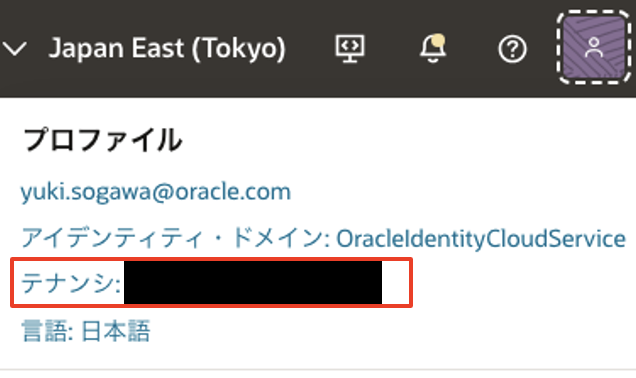 Japan East (Tokyo)
プロファイル
yuki.sogawa@oracle.com
アイデンティティ・ドメイン: OracleIdentityCloudService
テナンシ:
言語: 日本語